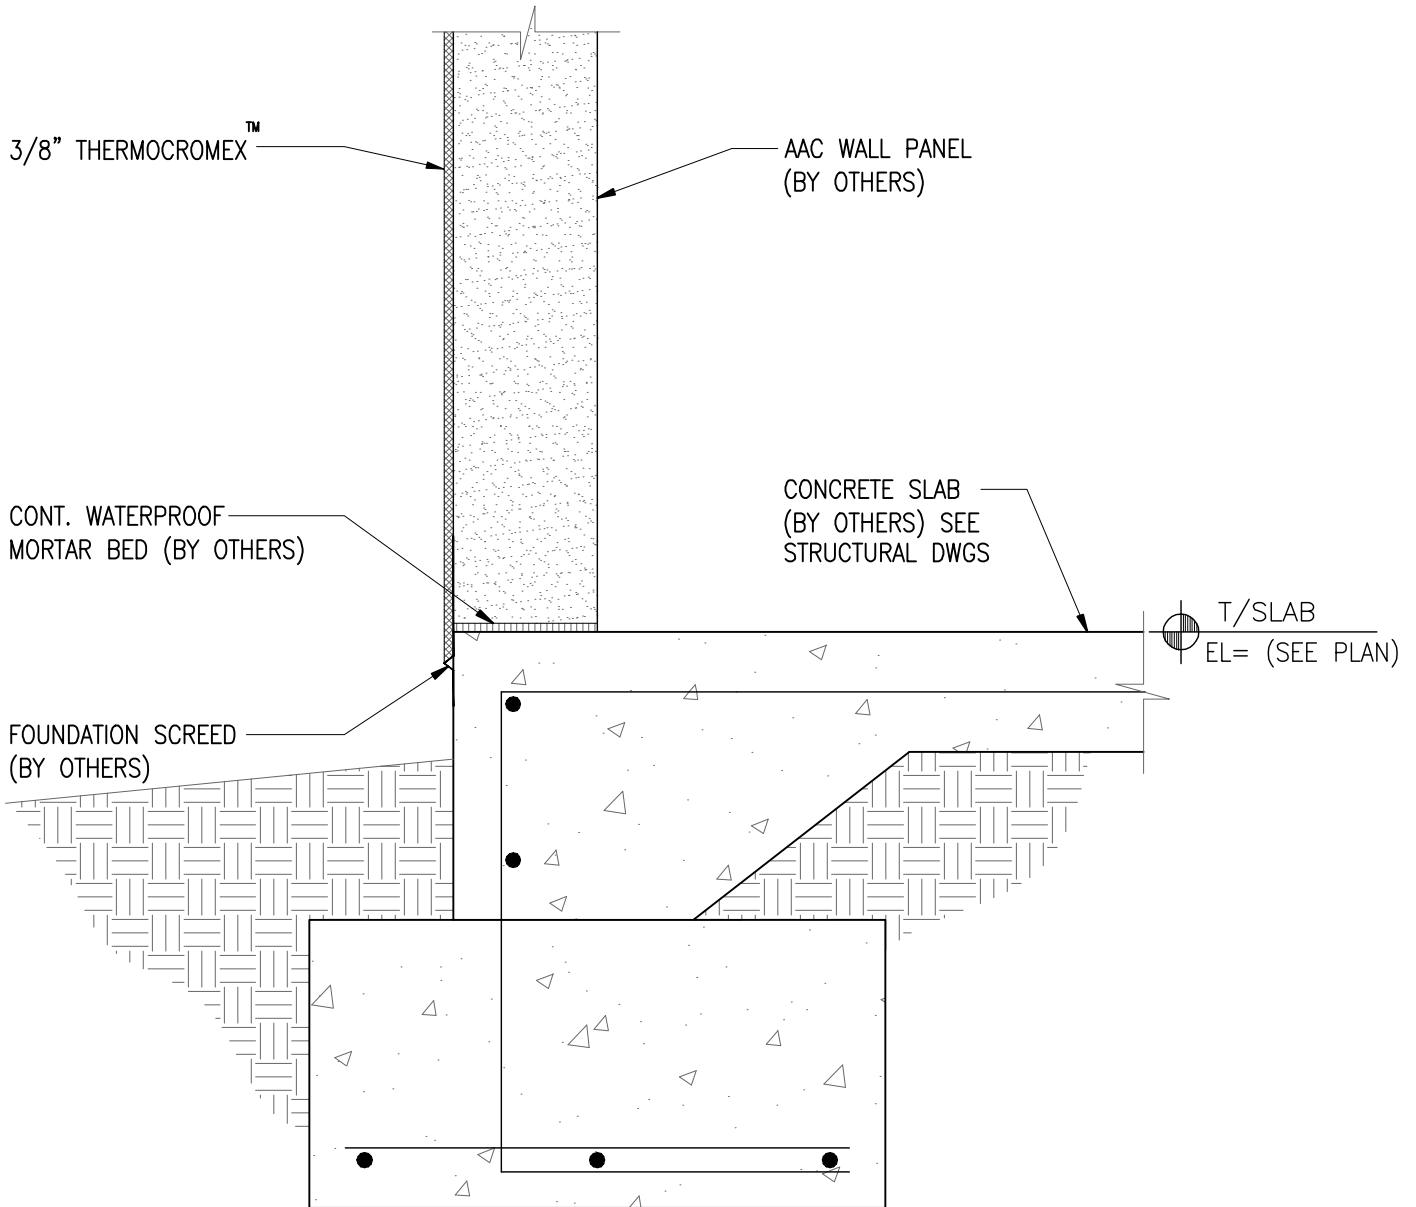 3/8” THERMOCROMEX™
AAC WALL PANEL
(BY OTHERS)
CONT. WATERPROOF
MORTAR BED (BY OTHERS)
CONCRETE SLAB
(BY OTHERS) SEE
STRUCTURAL DWGS
T/SLAB
EL= (SEE PLAN)
FOUNDATION SCREED
(BY OTHERS)